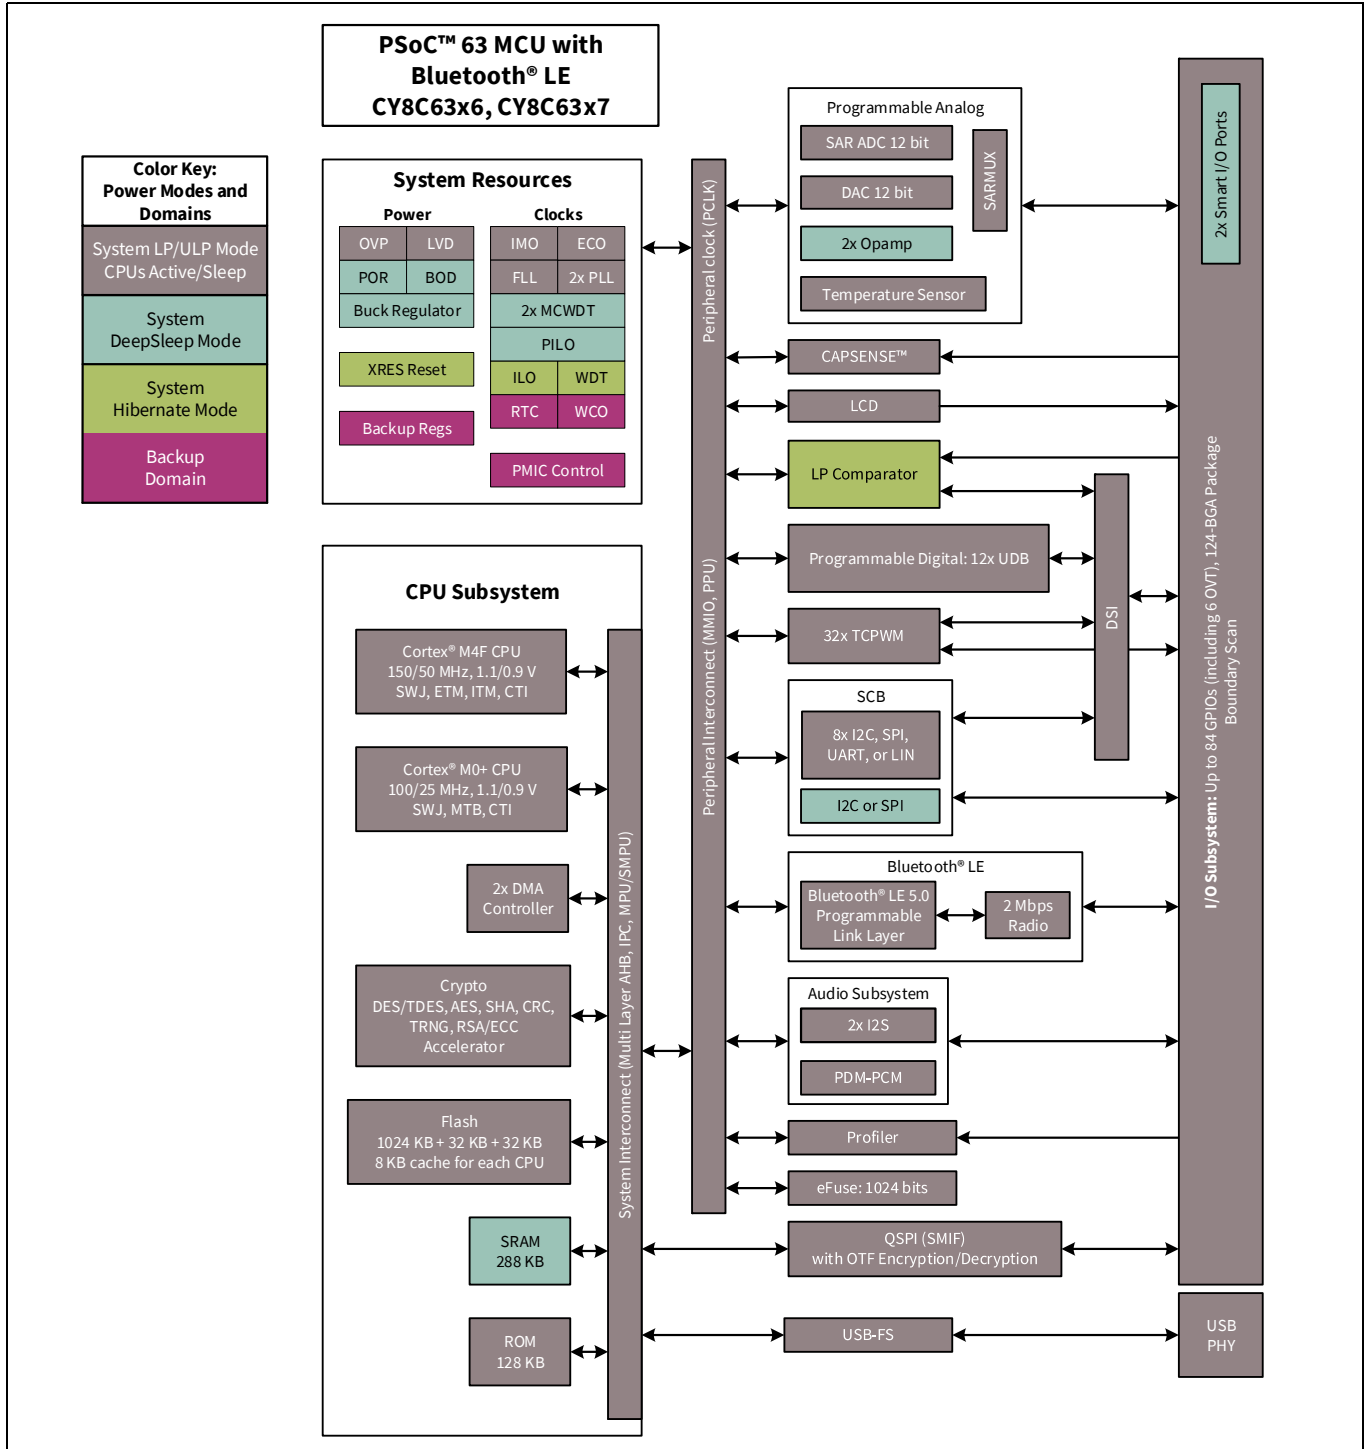 PSoC™ 63 MCU with
Bluetooth® LE
CY8C63x6, CY8C63x7
Color Key:
Power Modes and
Domains
System LP/ULP Mode
CPUs Active/Sleep
System
DeepSleep Mode
System
Hibernate Mode
Backup
Domain
System Resources
Power
Clocks
OVP
LVD
POR
BOD
Buck Regulator
XRES Reset
Backup Regs
IMO
ECO
FLL
2x PLL
2x MCWDT
PILO
ILO
WDT
RTC
WCO
PMIC Control
CPU Subsystem
Cortex® M4F CPU
150/50 MHz, 1.1/0.9 V
SWJ, ETM, ITM, CTI
Cortex® M0+ CPU
100/25 MHz, 1.1/0.9 V
SWJ, MTB, CTI
2x DMA
Controller
Crypto
DES/TDES, AES, SHA, CRC,
TRNG, RSA/ECC
Accelerator
Flash
1024 KB + 32 KB + 32 KB
8 KB cache for each CPU
SRAM
288 KB
ROM
128 KB
System Interconnect (Multi Layer AHB, IPC, MPU/SMPU)
Peripheral clock (PCLK)
Peripheral Interconnect (MMIO, PPU)
Programmable Analog
SAR ADC 12 bit
DAC 12 bit
2x Opamp
Temperature Sensor
SARMUX
CAPSENSE™
LCD
LP Comparator
Programmable Digital: 12x UDB
32x TCPWM
DSI
SCB
8x I2C, SPI,
UART, or LIN
I2C or SPI
Bluetooth® LE
Bluetooth® LE 5.0
Programmable
Link Layer
2 Mbps
Radio
Audio Subsystem
2x I2S
PDM-PCM
Profiler
eFuse: 1024 bits
QSPI (SMIF)
with OTF Encryption/Decryption
USB-FS
2x Smart I/O Ports
I/O Subsystem: Up to 84 GPIOs (including 6 OVT), 124-BGA Package
Boundary Scan
USB
PHY